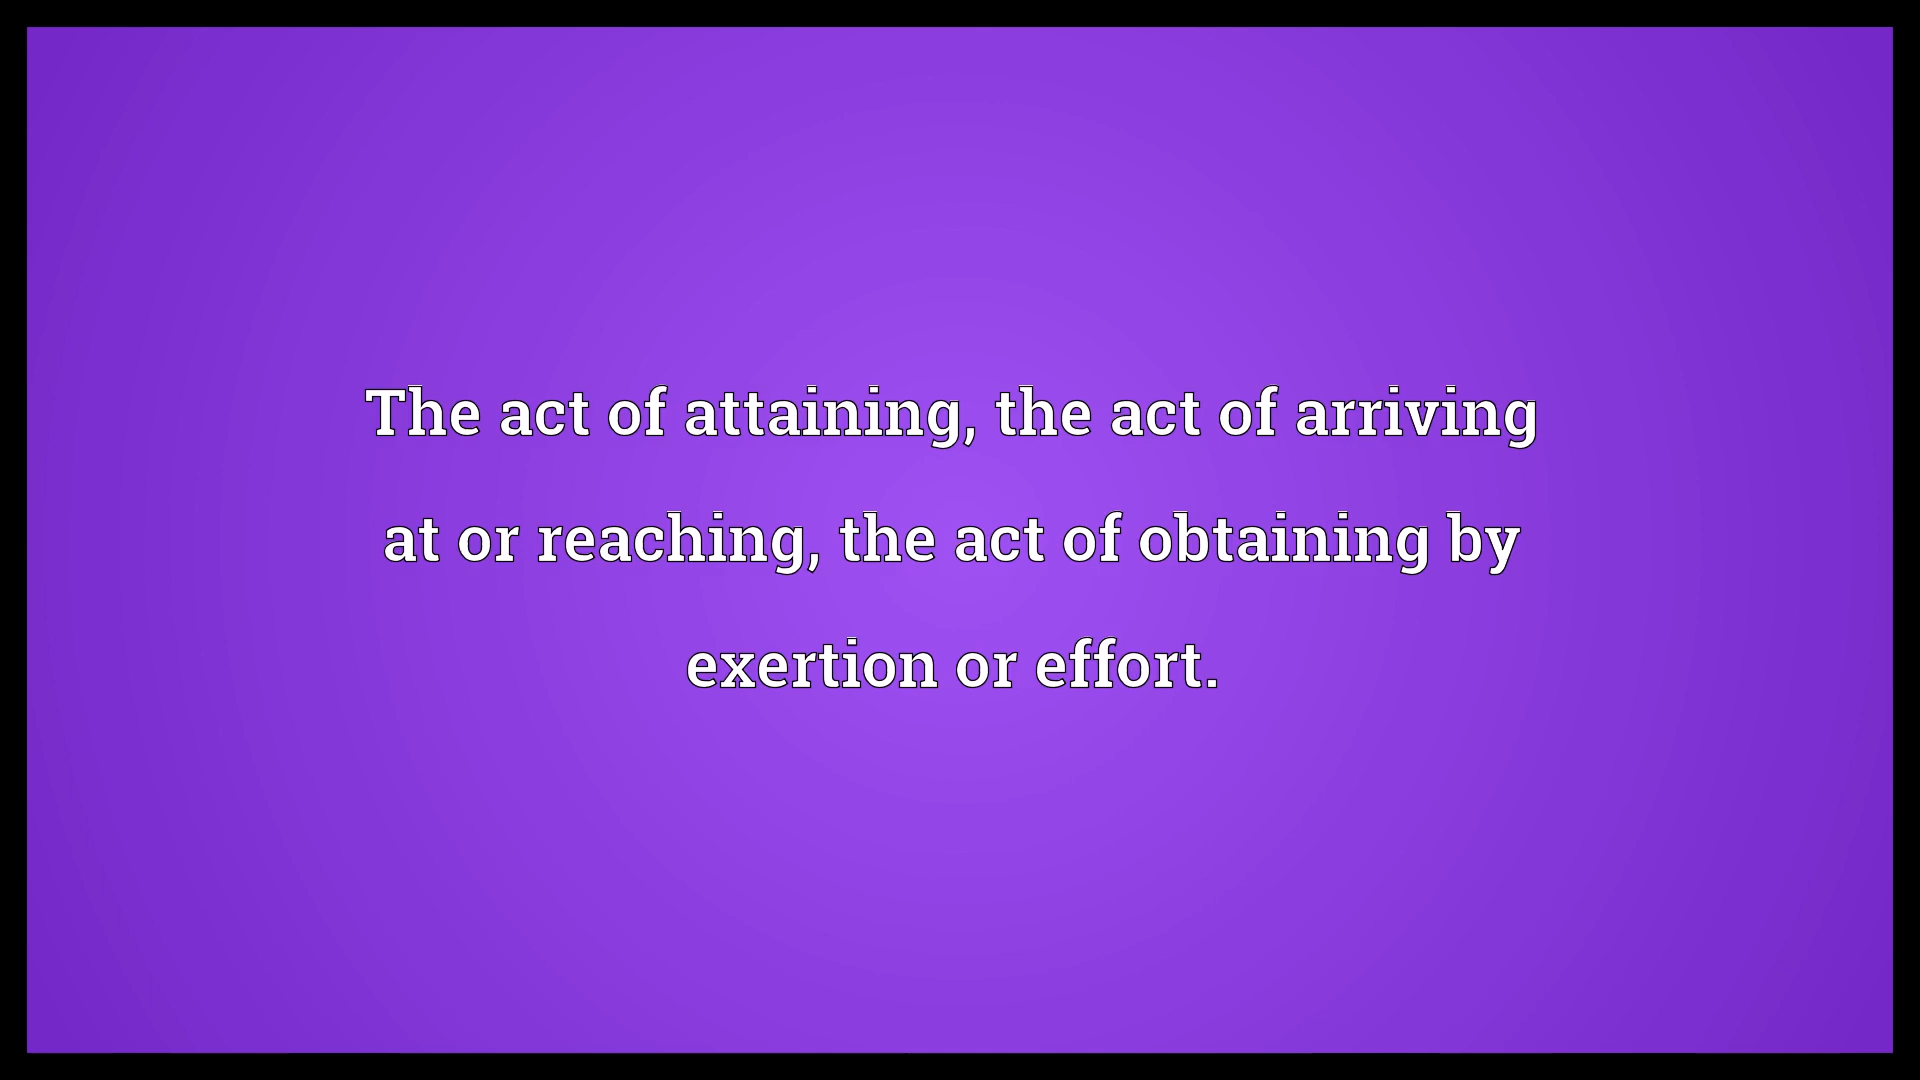 The act of attaining, the act of arriving
at or reaching, the act of obtaining by
exertion or effort.